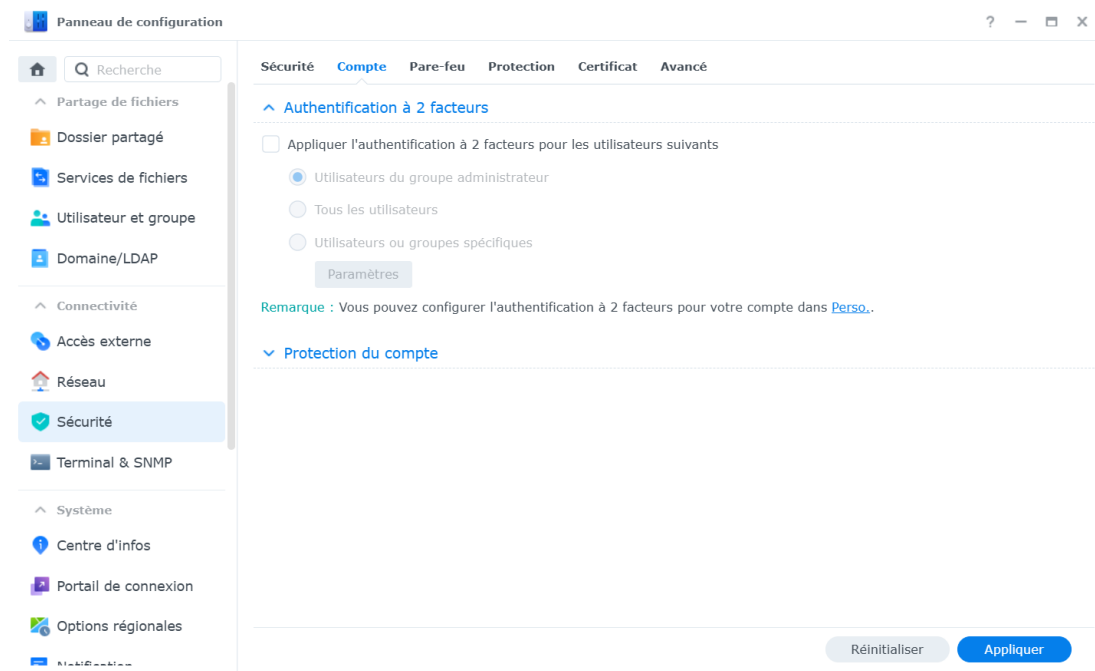 Panneau de configuration
?
Recherche
Partage de fichiers
Dossier partagé
Services de fichiers
Utilisateur et groupe
Domaine/LDAP
Connectivité
Accès externe
Réseau
Sécurité
Terminal & SNMP
Système
Centre d'infos
Portail de connexion
Options régionales
Notification
Sécurité Compte Pare-feu Protection Certificat Avancé
Authentification à 2 facteurs
Appliquer l'authentification à 2 facteurs pour les utilisateurs suivants
Utilisateurs du groupe administrateur
Tous les utilisateurs
Utilisateurs ou groupes spécifiques
Paramètres
Remarque : Vous pouvez configurer l'authentification à 2 facteurs pour votre compte dans Perso..
Protection du compte
Réinitialiser Appliquer